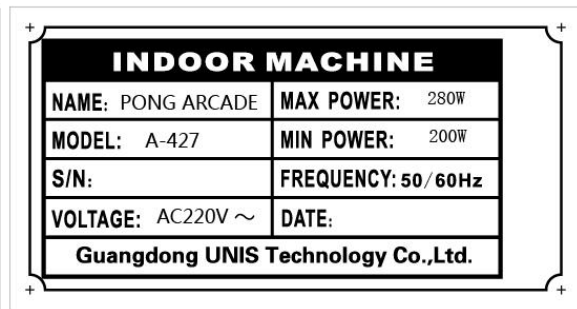 INDOOR MACHINE
NAME: PONG ARCADE MAX POWER: 280W
MODEL: A-427 MIN POWER: 200W
S/N: FREQUENCY: 50/60Hz
VOLTAGE: AC220V ~ DATE:
Guangdong UNIS Technology Co.,Ltd.